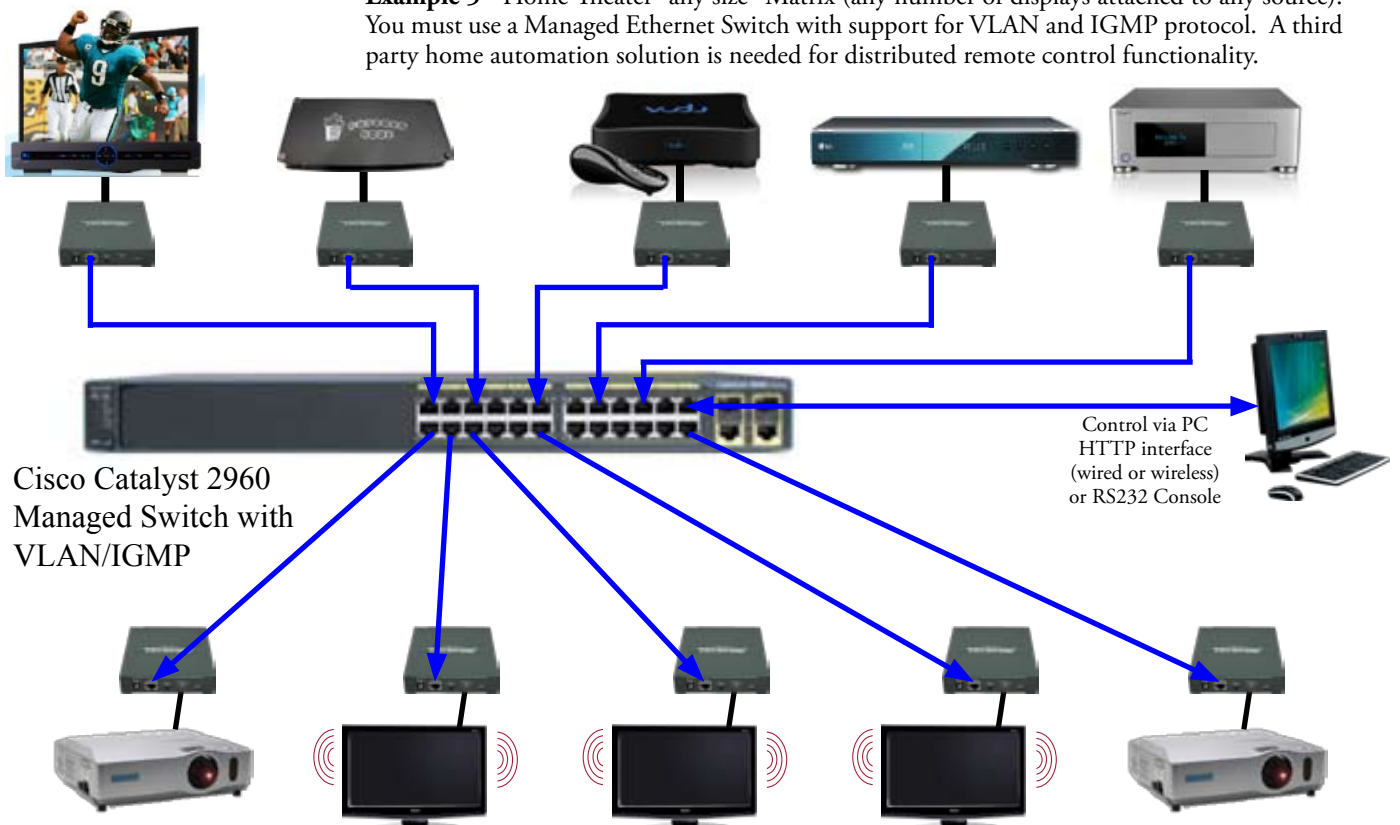 Example 3 - Home Theater "any size" Matrix (any number of displays attached to any source).
You must use a Managed Ethernet Switch with support for VLAN and IGMP protocol. A third
party home automation solution is needed for distributed remote control functionality.
9
vudu
LG
Control via PC
HTTP interface
(wired or wireless)
or RS232 Console
Cisco Catalyst 2960
Managed Switch with
VLAN/IGMP